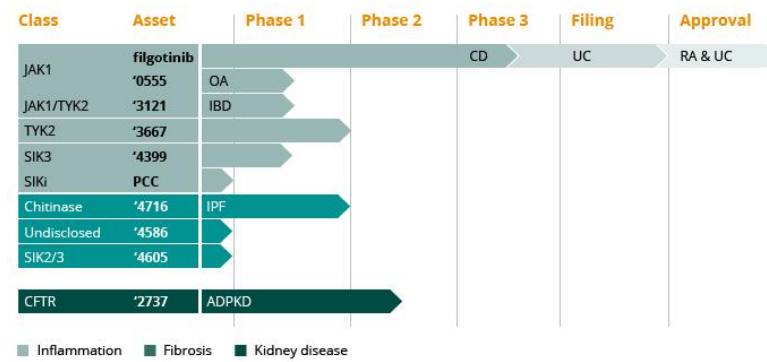 Class Asset Phase 1 Phase 2 Phase 3 Filing Approval
JAK1 filgotinib CD UC RA & UC
‘0555 OA
JAK1/TYK2 ‘3121 IBD
TYK2 ‘3667
SIK3 ‘4399
SIKi PCC
Chitinase ‘4716 IPF
Undisclosed ‘4586
SIK2/3 ‘4605
CFTR ‘2737 ADPKD
Inflammation Fibrosis Kidney disease